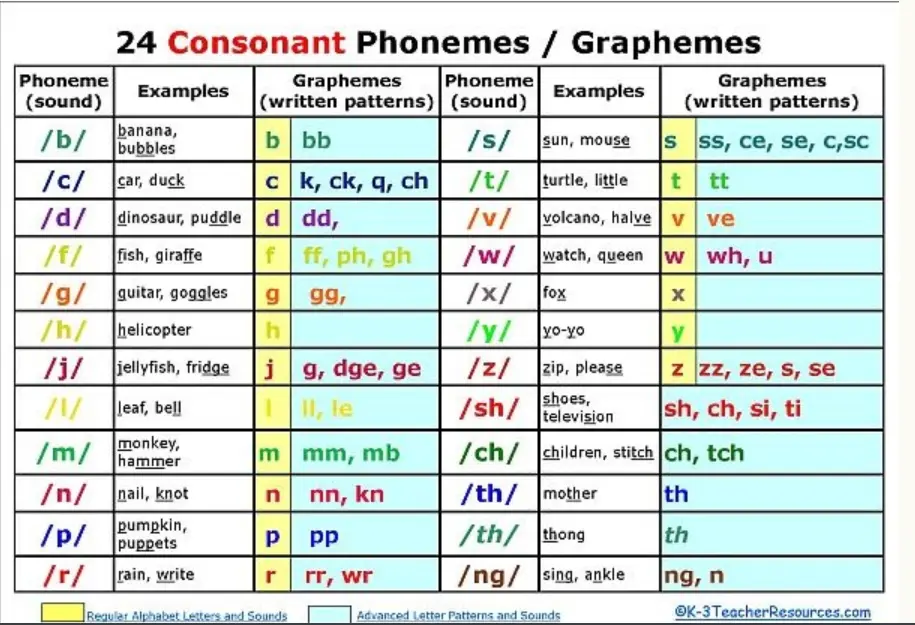 24 Consonant Phonemes / Graphemes
Phoneme (sound) Examples Graphemes (written patterns) Phoneme (sound) Examples Graphemes (written patterns)
/b/ banana, bubbles b bb /s/ sun, mouse s ss, ce, se, c,sc
/c/ car, duck c k, ck, q, ch /t/ turtle, little t tt
/d/ dinosaur, puddle d dd, /v/ volcano, halve v ve
/f/ fish, giraffe f ff, ph, gh /w/ watch, queen w wh, u
/g/ guitar, goggles g gg, /x/ fox x
/h/ helicopter h /y/ yo-yo y
/j/ jellyfish, fridge j g, dge, ge /z/ zip, please z zz, ze, s, se
/l/ leaf, bell l ll, le /sh/ shoes, television sh, ch, si, ti
/m/ monkey, hammer m mm, mb /ch/ children, stitch ch, tch
/n/ nail, knot n nn, kn /th/ mother th
/p/ pumpkin, puppets p pp /th/ thong th
/r/ rain, write r rr, wr /ng/ sing, ankle ng, n
Regular Alphabet Letters and Sounds Advanced Letter Patterns and Sounds ©K-3TeacherResources.com